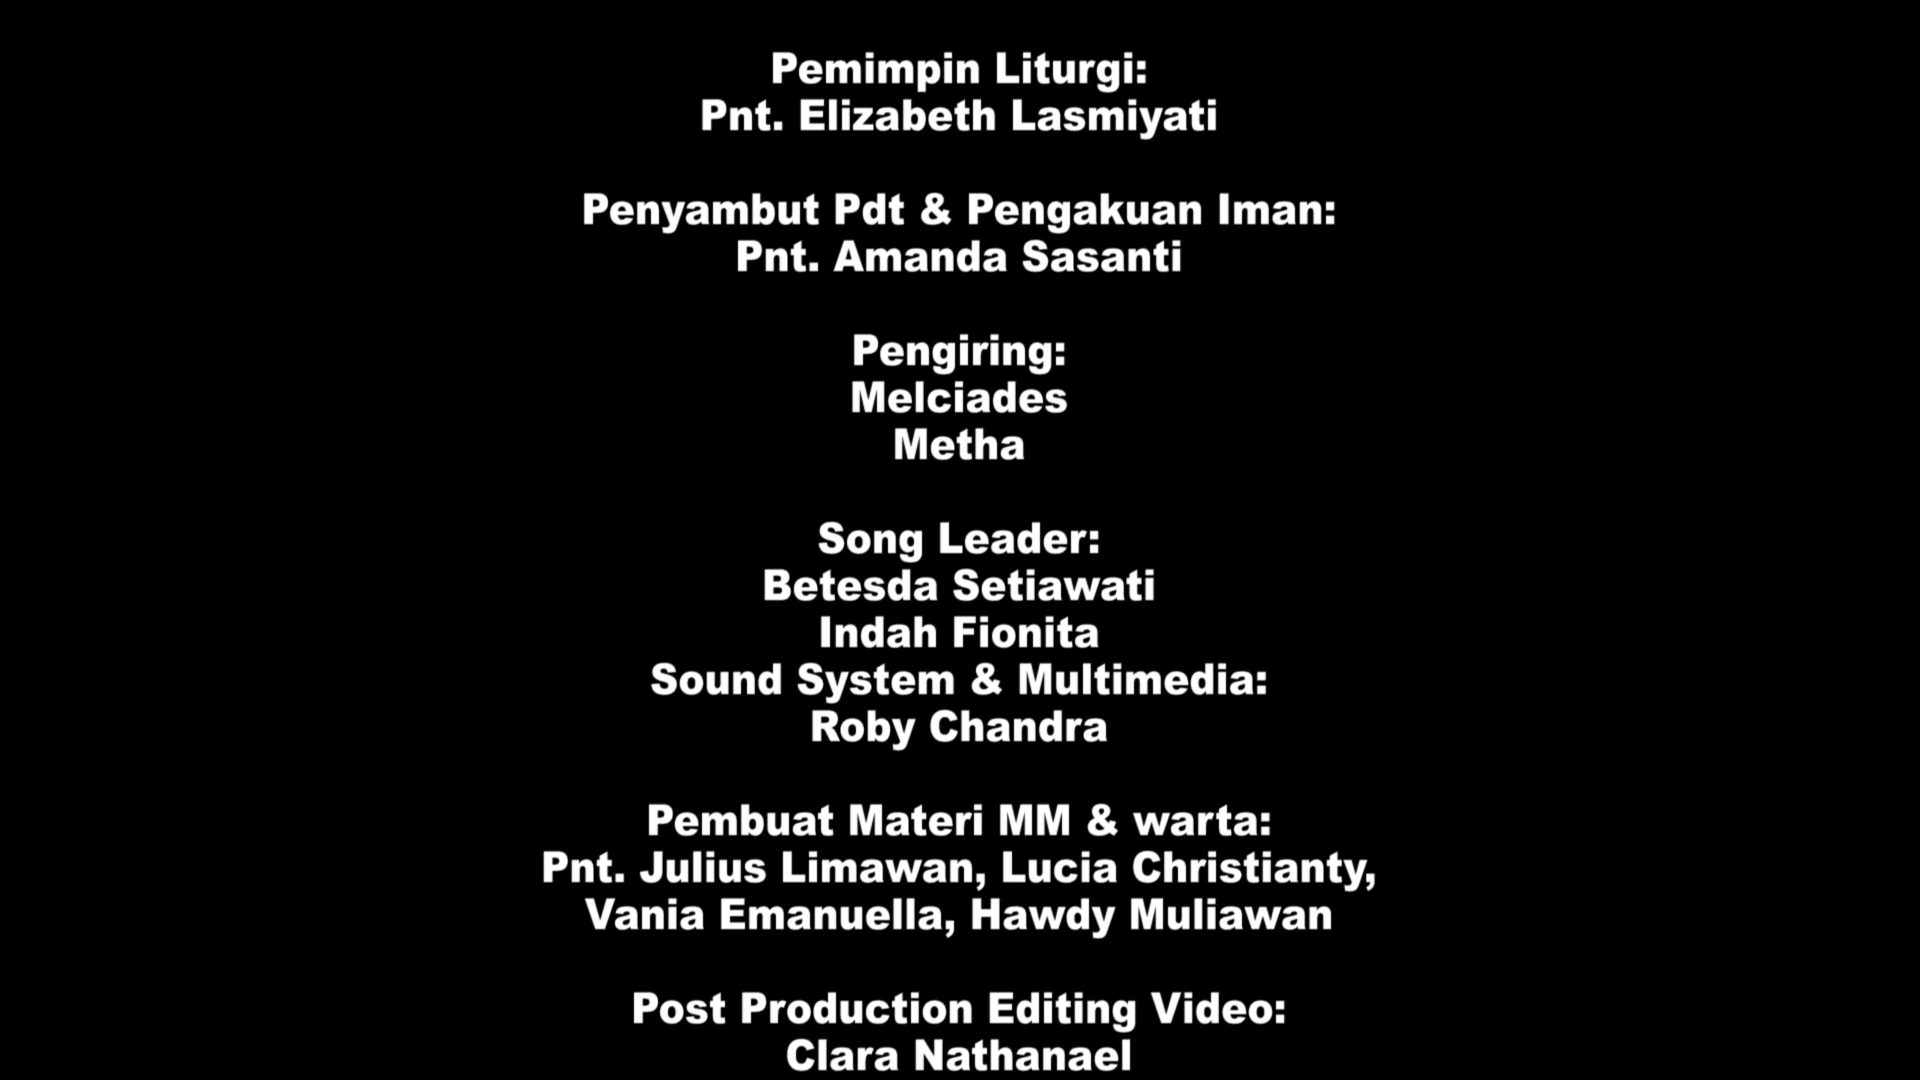 Pemimpin Liturgi:
Pnt. Elizabeth Lasmiyati
Penyambut Pdt & Pengakuan Iman:
Pnt. Amanda Sasanti
Pengiring:
Melciades
Metha
Song Leader:
Betesda Setiawati
Indah Fionita
Sound System & Multimedia:
Roby Chandra
Pembuat Materi MM & warta:
Pnt. Julius Limawan, Lucia Christianty,
Vania Emanuella, Hawdy Muliawan
Post Production Editing Video:
Clara Nathanael